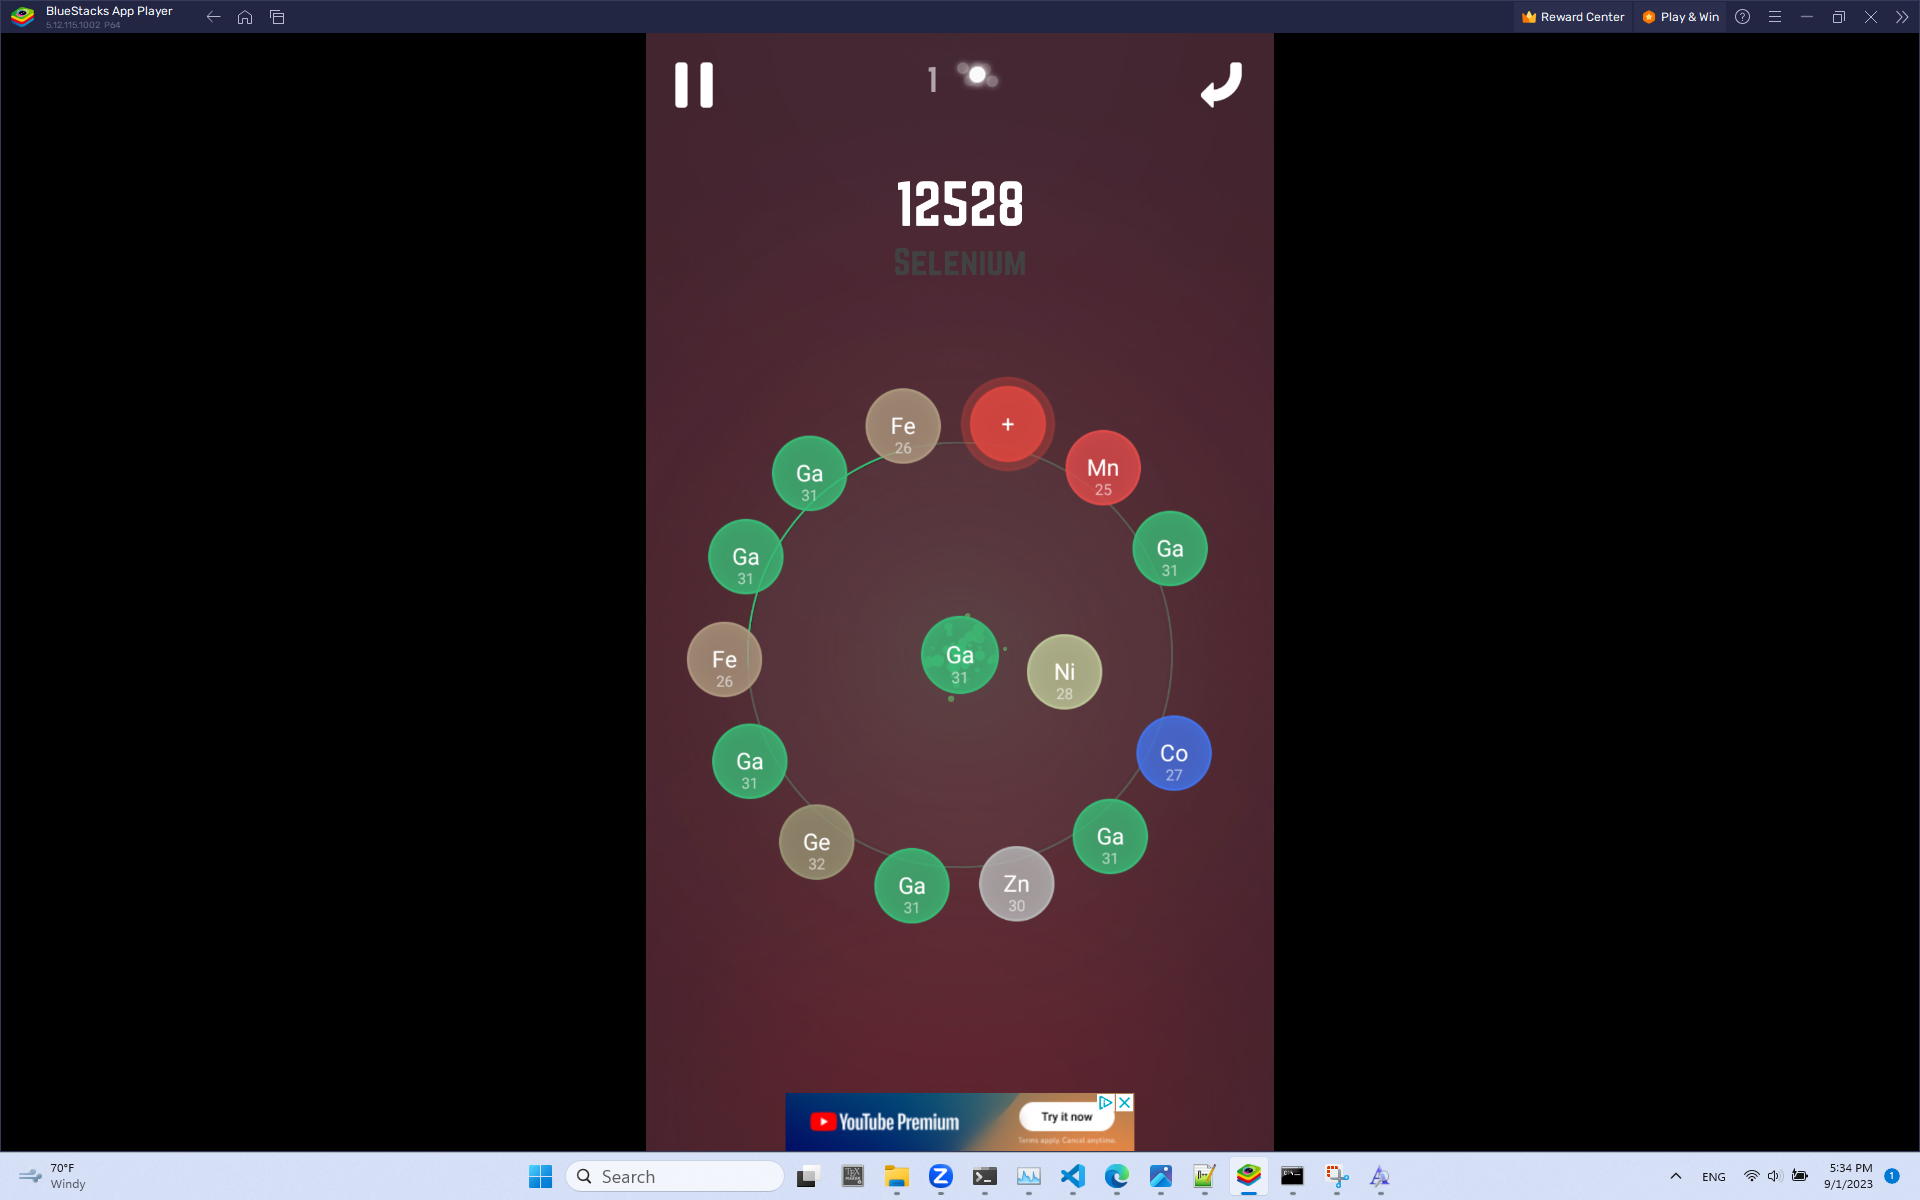 BlueStacks App Player
5.12.115.1002 P64
Reward Center
Play & Win
1
12528
Selenium
Fe
26
+
Mn
25
Ga
31
Ga
31
Ga
31
Fe
26
Ga
31
Ni
28
Ga
31
Co
27
Ge
32
Ga
31
Ga
31
Zn
30
YouTube Premium
Try it now
Terms apply. Cancel anytime.
70°F
Windy
Search
ENG
5:34 PM
9/1/2023
1